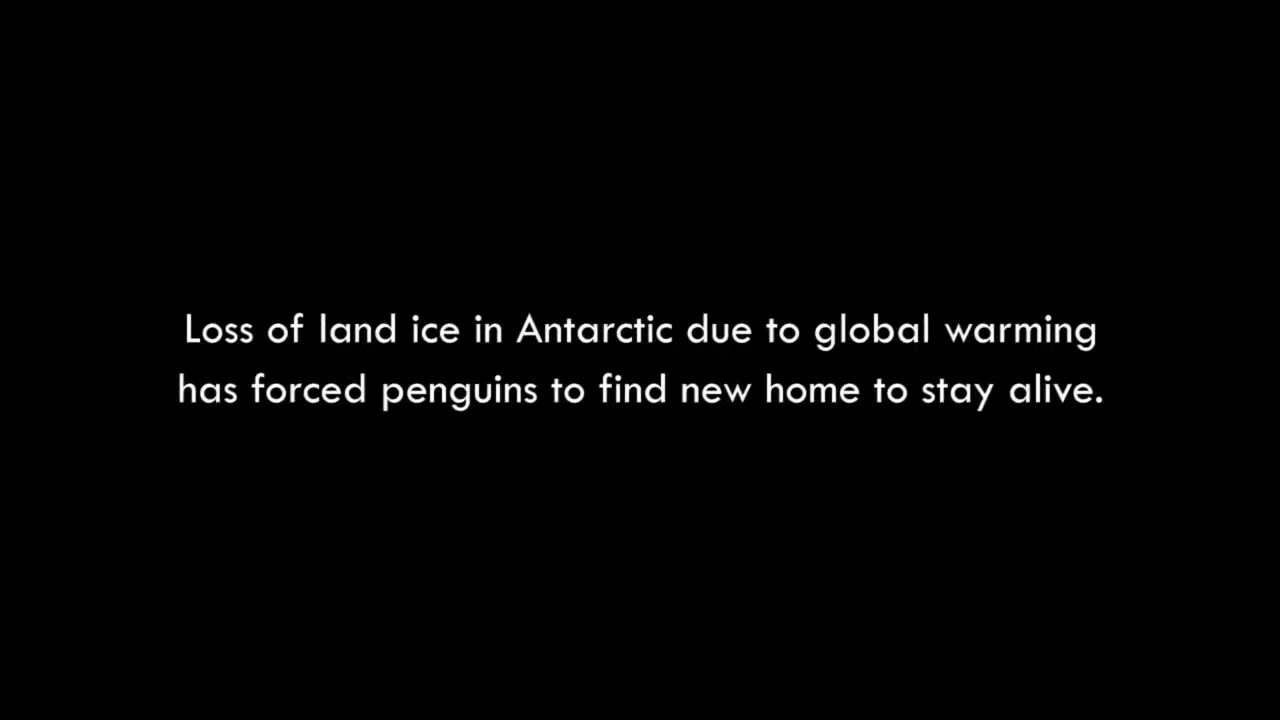 Loss of land ice in Antarctic due to global warming
has forced penguins to find new home to stay alive.